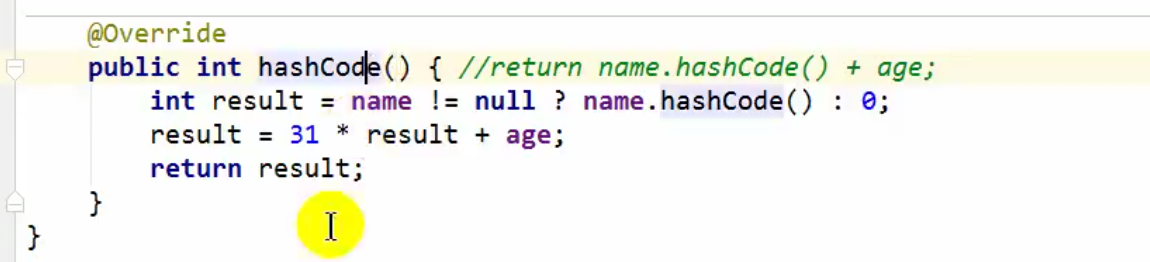 @Override
public int hashCode() { //return name.hashCode() + age;
int result = name != null ? name.hashCode() : 0;
result = 31 * result + age;
return result;
}
}